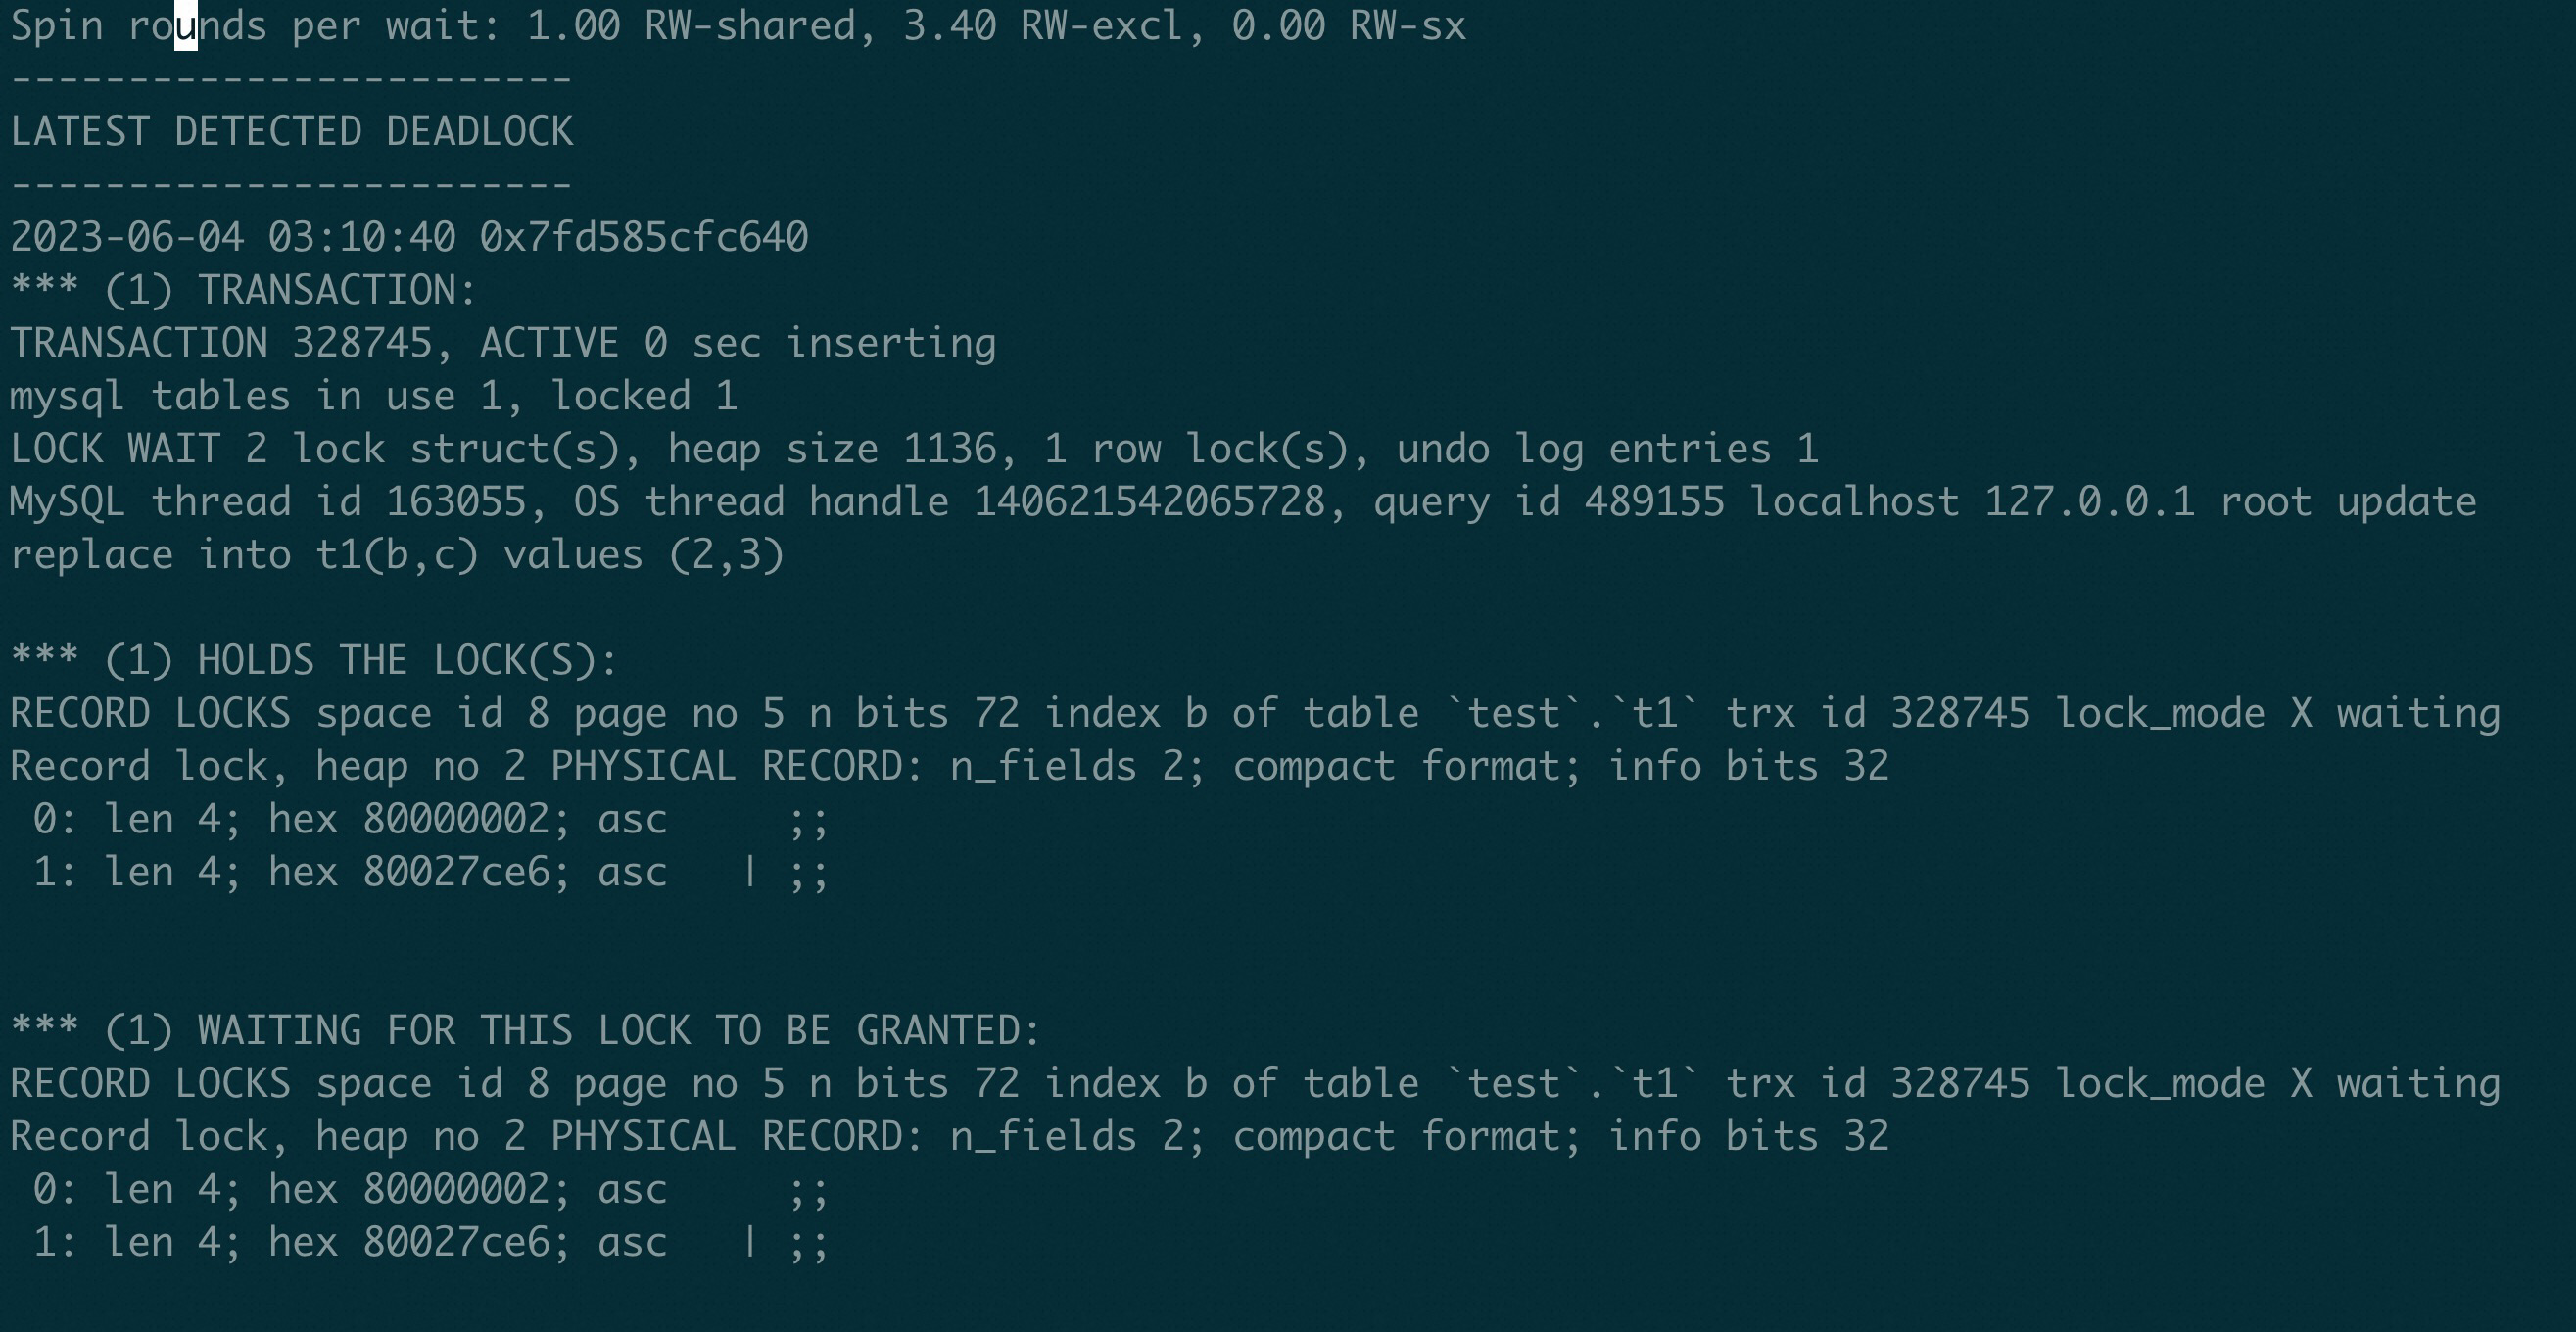 Spin rounds per wait: 1.00 RW-shared, 3.40 RW-excl, 0.00 RW-sx
------------------------
LATEST DETECTED DEADLOCK
------------------------
2023-06-04 03:10:40 0x7fd585cfc640
*** (1) TRANSACTION:
TRANSACTION 328745, ACTIVE 0 sec inserting
mysql tables in use 1, locked 1
LOCK WAIT 2 lock struct(s), heap size 1136, 1 row lock(s), undo log entries 1
MySQL thread id 163055, OS thread handle 140621542065728, query id 489155 localhost 127.0.0.1 root update
replace into t1(b,c) values (2,3)
*** (1) HOLDS THE LOCK(S):
RECORD LOCKS space id 8 page no 5 n bits 72 index b of table `test`.`t1` trx id 328745 lock_mode X waiting
Record lock, heap no 2 PHYSICAL RECORD: n_fields 2; compact format; info bits 32
 0: len 4; hex 80000002; asc     ;;
 1: len 4; hex 80027ce6; asc   | ;;
*** (1) WAITING FOR THIS LOCK TO BE GRANTED:
RECORD LOCKS space id 8 page no 5 n bits 72 index b of table `test`.`t1` trx id 328745 lock_mode X waiting
Record lock, heap no 2 PHYSICAL RECORD: n_fields 2; compact format; info bits 32
 0: len 4; hex 80000002; asc     ;;
 1: len 4; hex 80027ce6; asc   | ;;